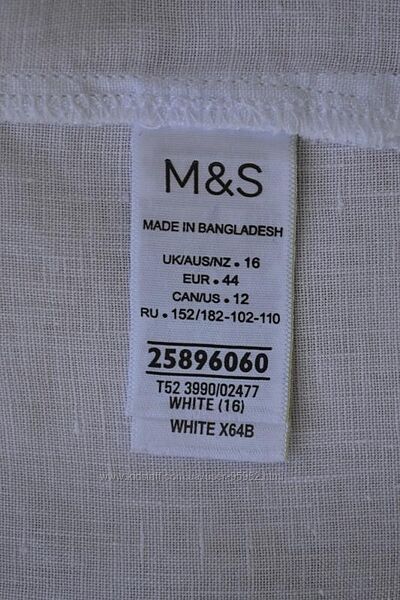 M&S
MADE IN BANGLADESH
UK/AUS/NZ • 16
EUR • 44
CAN/US • 12
RU • 152/182-102-110
25896060
T52 3990/02477
WHITE (16)
WHITE X64B